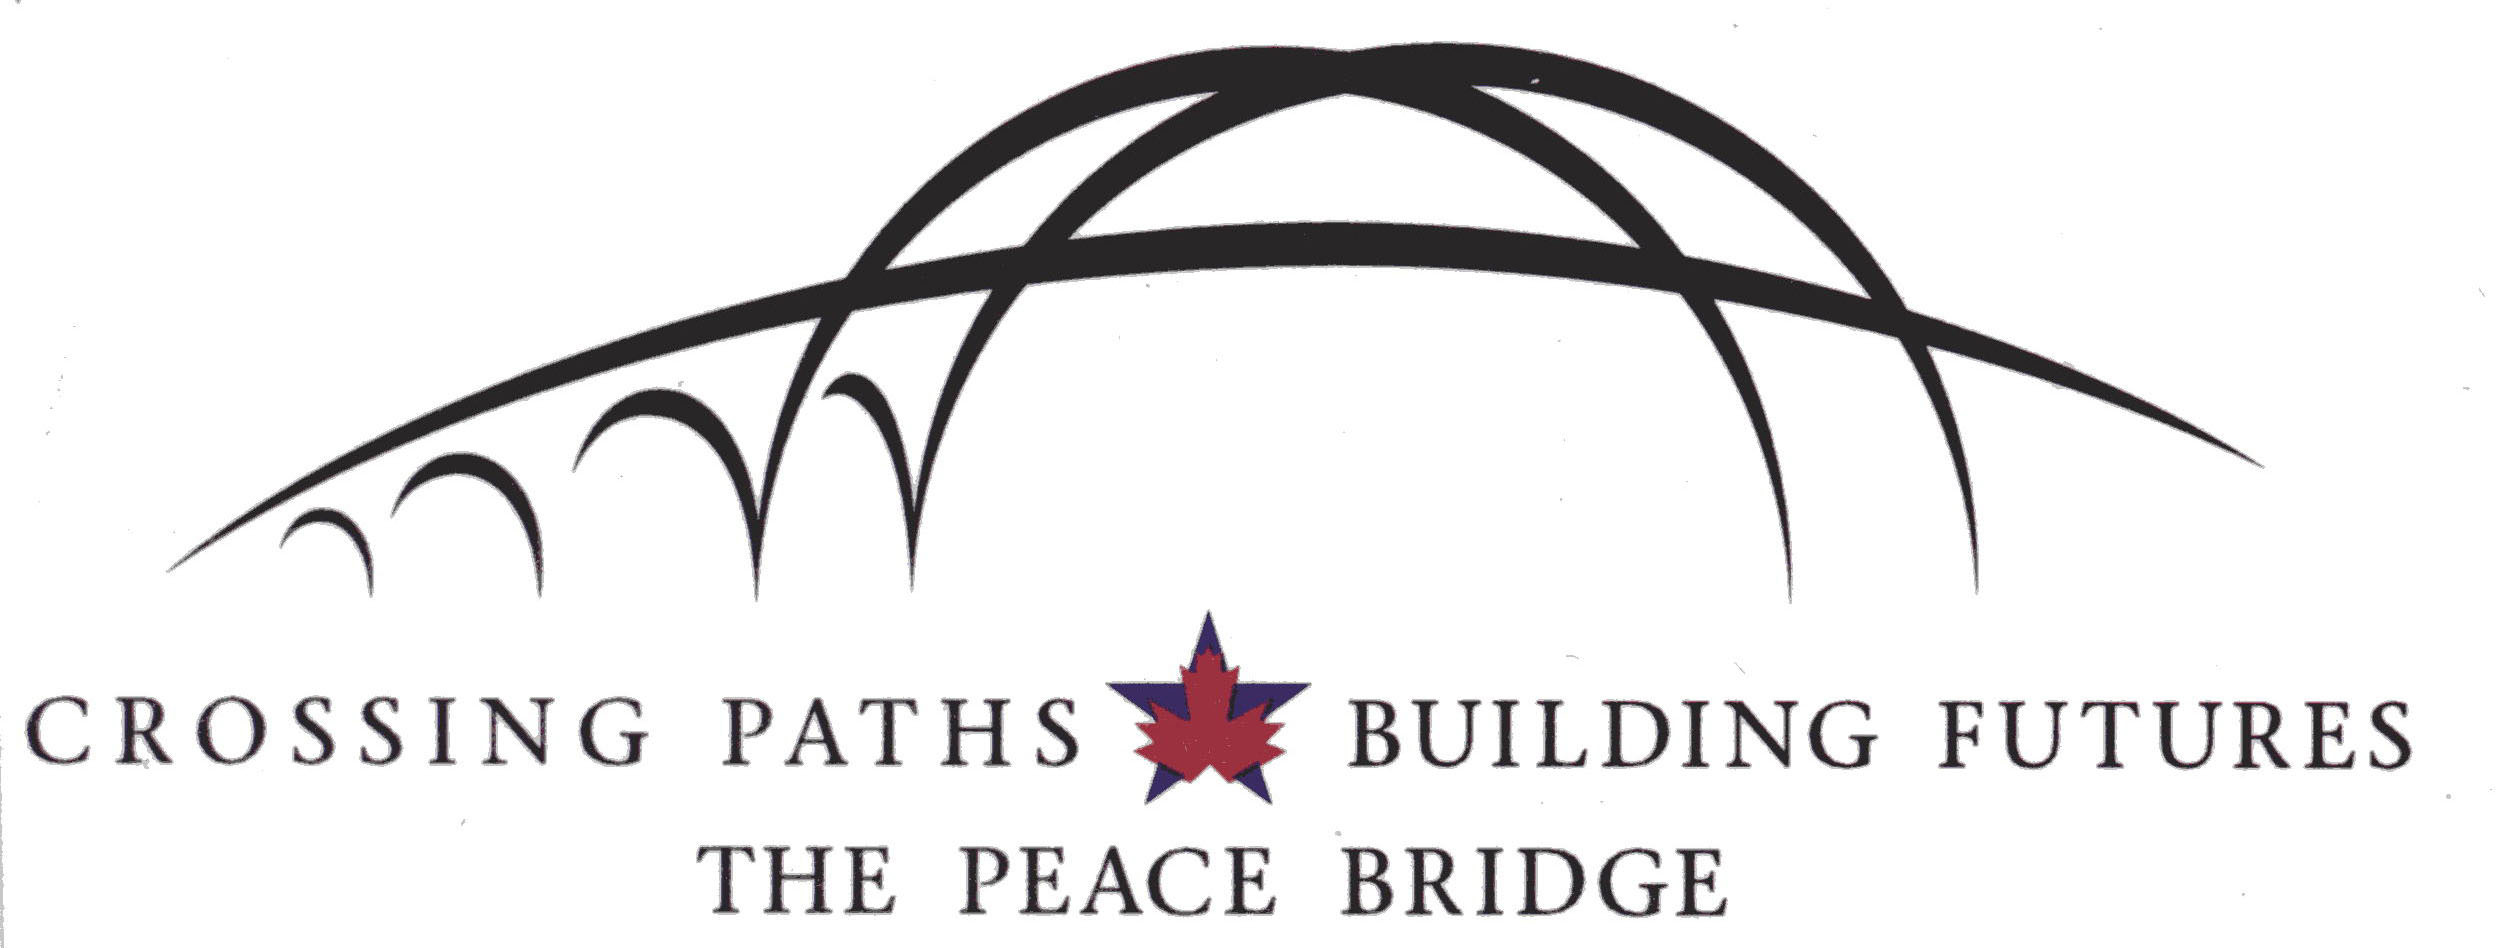 CROSSING PATHS BUILDING FUTURES
THE PEACE BRIDGE